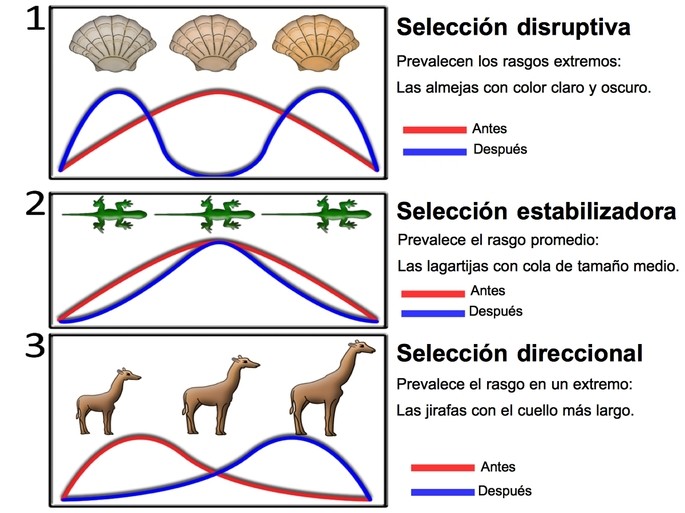 1
Selección disruptiva
Prevalecen los rasgos extremos:
Las almejas con color claro y oscuro.
Antes
Después
2
Selección estabilizadora
Prevalece el rasgo promedio:
Las lagartijas con cola de tamaño medio.
Antes
Después
3
Selección direccional
Prevalece el rasgo en un extremo:
Las jirafas con el cuello más largo.
Antes
Después